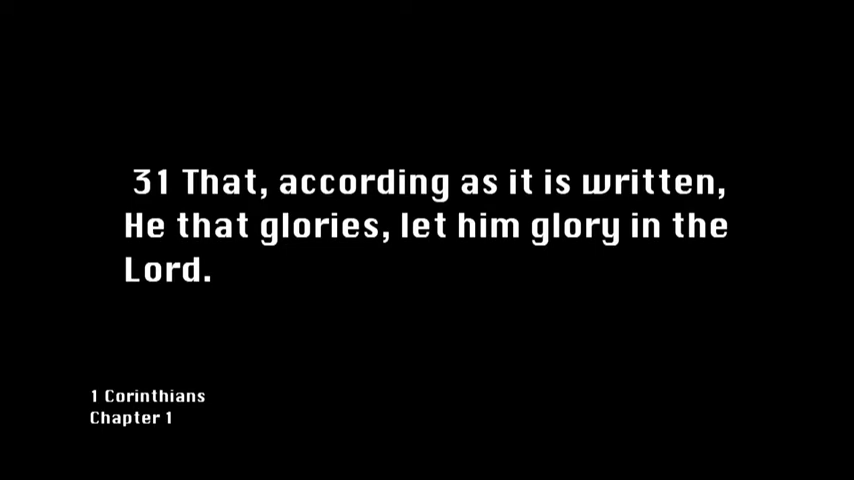 31 That, according as it is written,
He that glories, let him glory in the
Lord.
1 Corinthians
Chapter 1